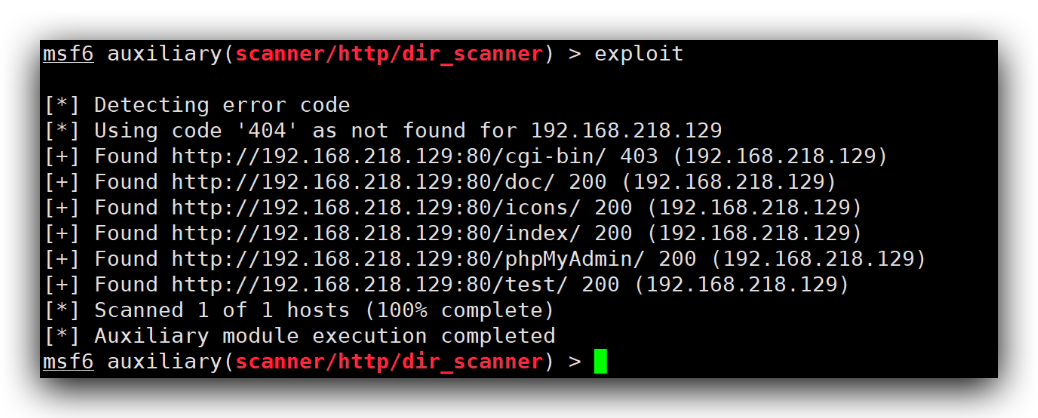 msf6 auxiliary(scanner/http/dir_scanner) > exploit
[*] Detecting error code
[*] Using code '404' as not found for 192.168.218.129
[+] Found http://192.168.218.129:80/cgi-bin/ 403 (192.168.218.129)
[+] Found http://192.168.218.129:80/doc/ 200 (192.168.218.129)
[+] Found http://192.168.218.129:80/icons/ 200 (192.168.218.129)
[+] Found http://192.168.218.129:80/index/ 200 (192.168.218.129)
[+] Found http://192.168.218.129:80/phpMyAdmin/ 200 (192.168.218.129)
[+] Found http://192.168.218.129:80/test/ 200 (192.168.218.129)
[*] Scanned 1 of 1 hosts (100% complete)
[*] Auxiliary module execution completed
msf6 auxiliary(scanner/http/dir_scanner) >